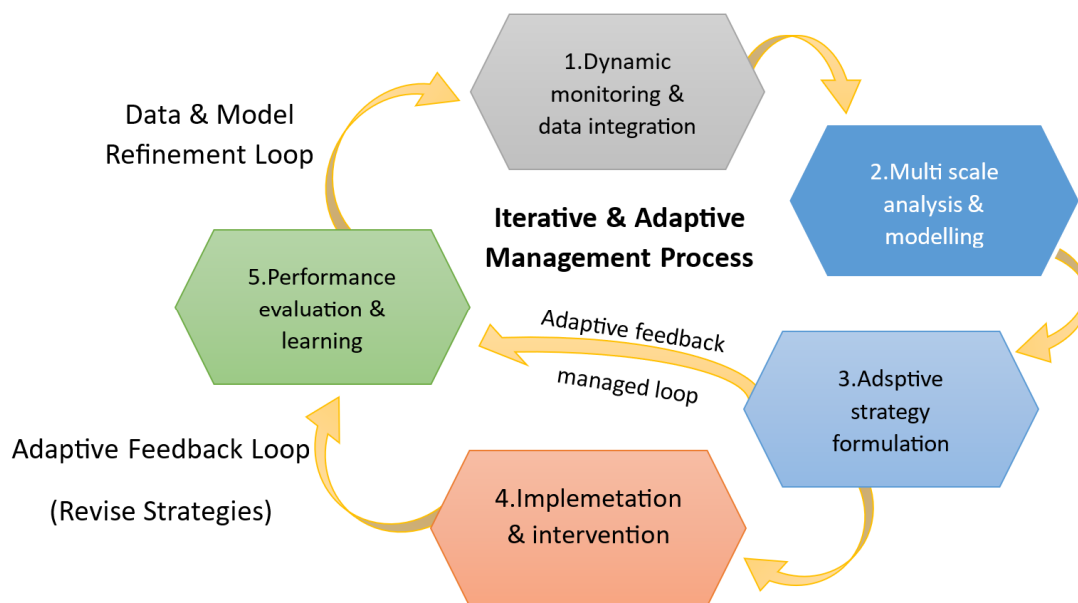 1.Dynamic
monitoring &
data integration
2.Multi scale
analysis &
modelling
3.Adsptive
strategy
formulation
4.Implemetation
& intervention
5.Performance
evaluation &
learning
Data & Model
Refinement Loop
Iterative & Adaptive
Management Process
Adaptive feedback
managed loop
Adaptive Feedback Loop
(Revise Strategies)